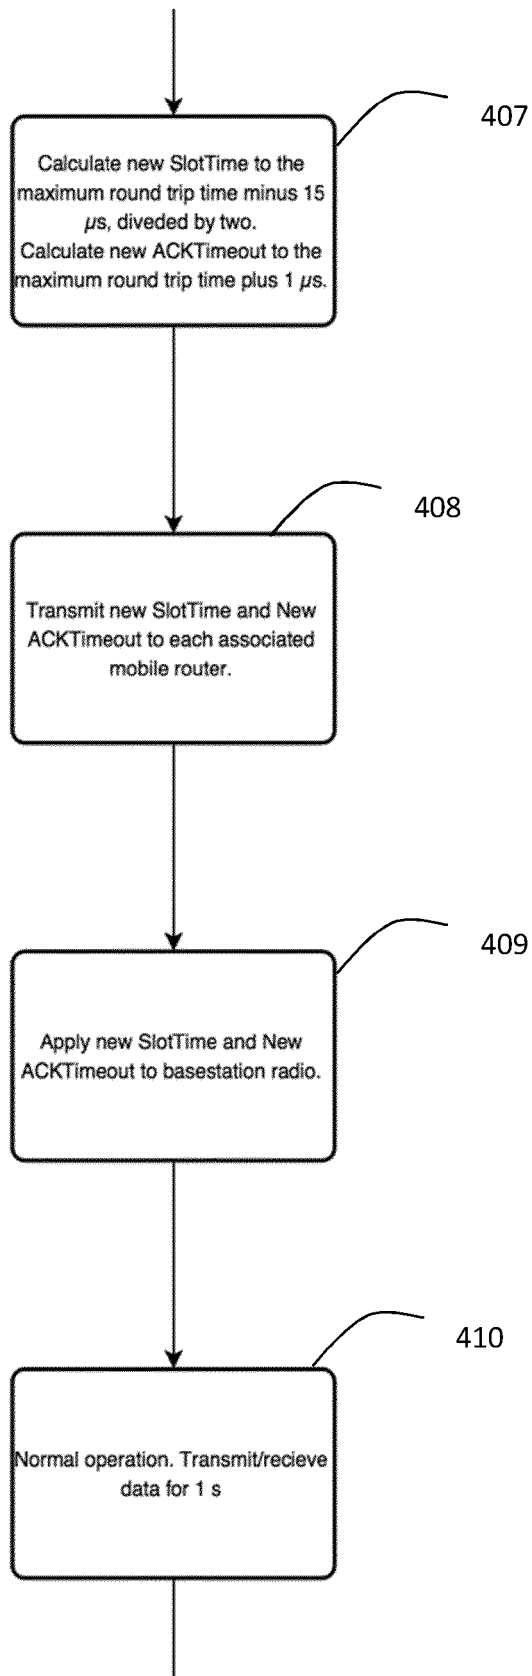 407
Calculate new SlotTime to the
maximum round trip time minus 15
µs, diveded by two.
Calculate new ACKTimeout to the
maximum round trip time plus 1 µs.
408
Transmit new SlotTime and New
ACKTimeout to each associated
mobile router.
409
Apply new SlotTime and New
ACKTimeout to basestation radio.
410
Normal operation. Transmit/recieve
data for 1 s